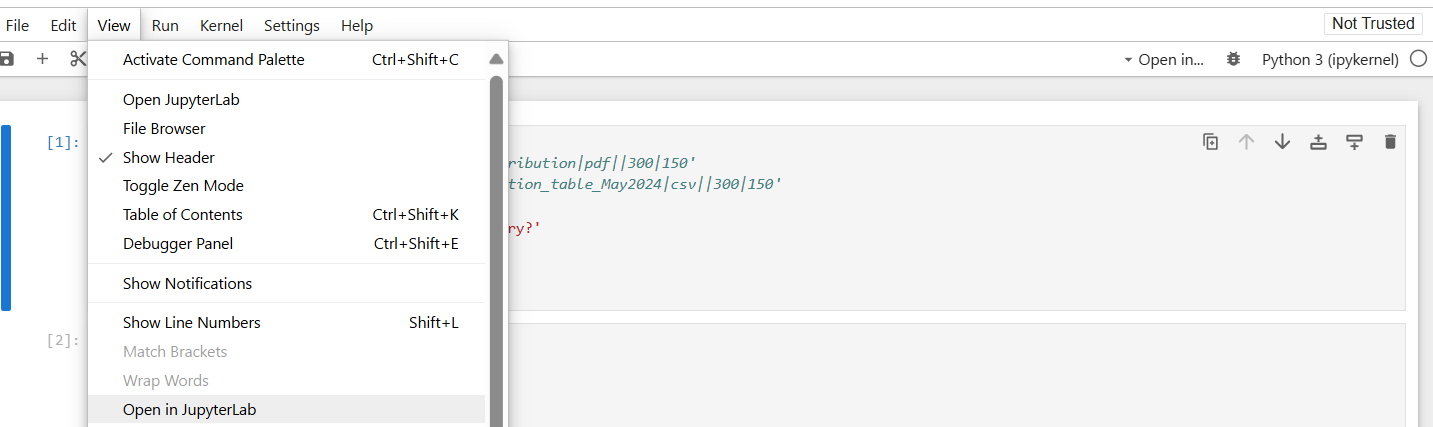 File Edit View Run Kernel Settings Help Not Trusted
Open in... Python 3 (ipykernel)
Activate Command Palette Ctrl+Shift+C
Open JupyterLab
File Browser
Show Header
Toggle Zen Mode
Table of Contents Ctrl+Shift+K
Debugger Panel Ctrl+Shift+E
Show Notifications
Show Line Numbers Shift+L
Match Brackets
Wrap Words
Open in JupyterLab
[1]:
ribution|pdf||300|150'
tion_table_May2024|csv||300|150'
ry?'
[2]: